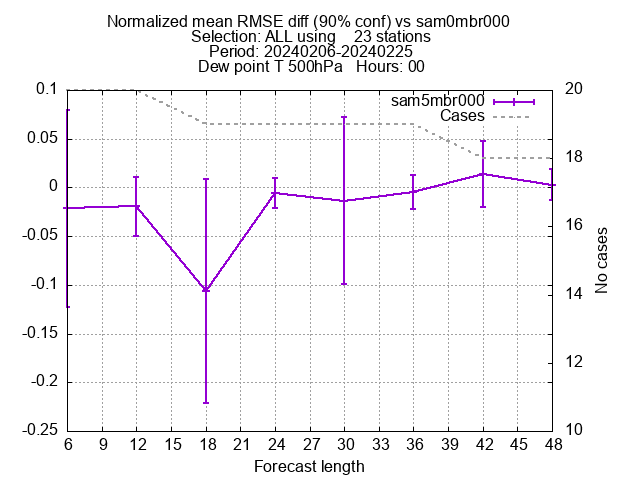 Normalized mean RMSE diff (90% conf) vs sam0mbr000
Selection: ALL using    23 stations
Period: 20240206-20240225
Dew point T 500hPa   Hours: 00
sam5mbr000
Cases
0.1
0.05
0
-0.05
-0.1
-0.15
-0.2
-0.25
20
18
16
14
12
10
No cases
6 9 12 15 18 21 24 27 30 33 36 39 42 45 48
Forecast length